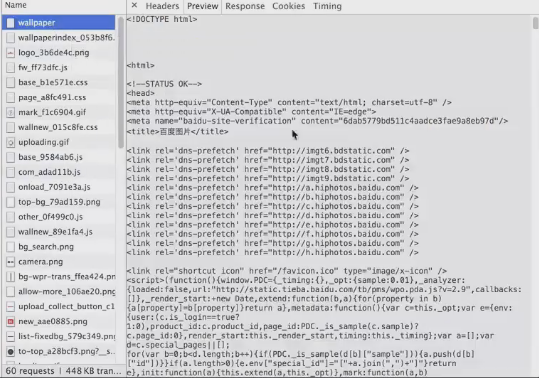 Name
× Headers Preview Response Cookies Timing
wallpaper
wallpaperindex_053b8f6.
logo_3b6de4c.png
fw_ff73dfc.js
base_b1e571e.css
page_a8fc491.css
mark_f1c6904.gif
wallnew_015c8fe.css
uploading.gif
base_9584ab6.js
com_adad11b.js
onload_7091e3a.js
top-bg_79ad159.png
other_0f499c0.js
wallnew_89e1fa4.js
bg_search.png
camera.png
bg-wpr-trans_ffea424.pn
allow-more_106ae20.png
upload_collect_button_c1
new_aae0885.png
list-fixedbg_579c349.png
to-top_a28bcf3.png?__s.
60 requests | 448 KB tran...
<!DOCTYPE html>
<html>
<!--STATUS OK-->
<head>
<meta http-equiv="Content-Type" content="text/html; charset=utf-8" />
<meta http-equiv="X-UA-Compatible" content="IE=edge">
<meta name="baidu-site-verification" content="6dab5779bd511c4aadce3fae9a8eb97d"/>
<title>百度图片</title>
<link rel='dns-prefetch' href="http://imgt6.bdstatic.com" />
<link rel='dns-prefetch' href="http://imgt7.bdstatic.com" />
<link rel='dns-prefetch' href="http://imgt8.bdstatic.com" />
<link rel='dns-prefetch' href="http://imgt9.bdstatic.com" />
<link rel='dns-prefetch' href="http://a.hiphotos.baidu.com" />
<link rel='dns-prefetch' href="http://b.hiphotos.baidu.com" />
<link rel='dns-prefetch' href="http://c.hiphotos.baidu.com" />
<link rel='dns-prefetch' href="http://d.hiphotos.baidu.com" />
<link rel='dns-prefetch' href="http://e.hiphotos.baidu.com" />
<link rel='dns-prefetch' href="http://f.hiphotos.baidu.com" />
<link rel='dns-prefetch' href="http://g.hiphotos.baidu.com" />
<link rel='dns-prefetch' href="http://h.hiphotos.baidu.com" />
<link rel="shortcut icon" href="/favicon.ico" type="image/x-icon" />
<script>(function(){window.PDC={_timing:{},_opt:{sample:0.01},_analyzer:
{loaded:false,url:"http://static.tieba.baidu.com/tb/pms/wpo.pda.js?v=2.9",callbacks:
[]},_render_start:+new Date,extend:function(b,a){for(property in b)
{a[property]=b[property]}return a},metadata:function(){var c=this._opt;var e={env:
{user:(c.is_login==true?
1:0),product_id:c.product_id,page_id:PDC._is_sample(c.sample)?
c.page_id:0},render_start:this._render_start,timing:this._timing};var a=[];var
d=c.special_pages||[];
for(var b=0;b<d.length;b++){if(PDC._is_sample(d[b]["sample"])){a.push(d[b]
["id"])}}if(a.length>0){e.env["special_id"]="["+a.join(",")+"]"}return
e},init:function(a){this.extend(a,this._opt)},mark:function(a,b)